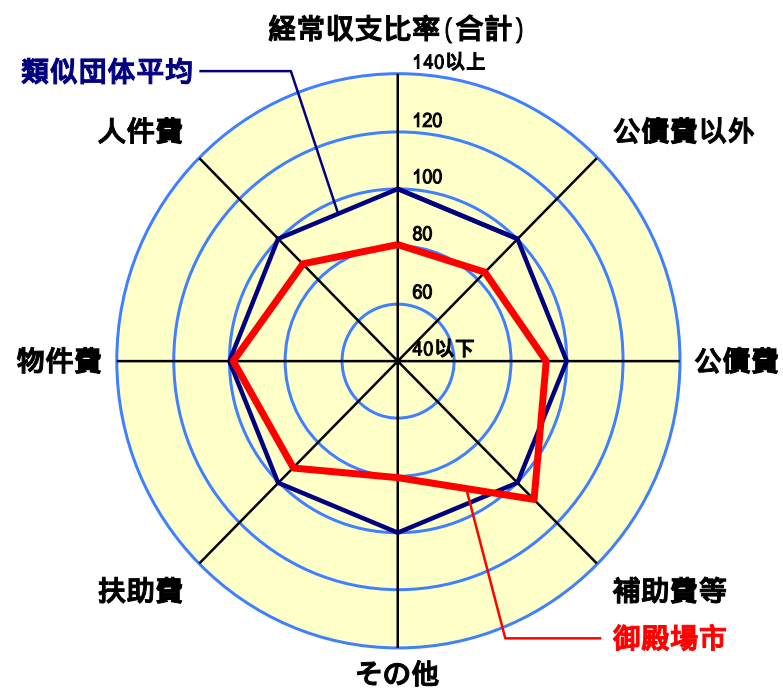 経常収支比率(合計)
類似団体平均
140以上
人件費
120
公債費以外
100
80
60
40以下
物件費
公債費
扶助費
補助費等
御殿場市
その他